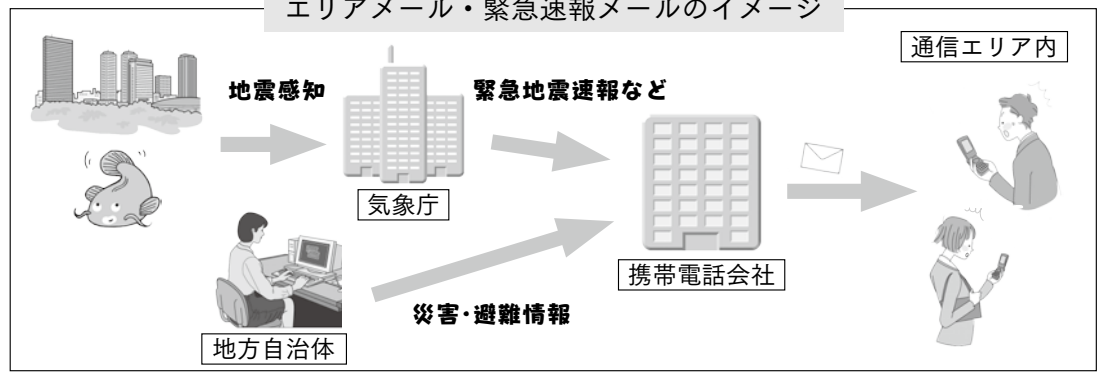 エリアメール・緊急速報メールのイメージ
通信エリア内
地震感知
緊急地震速報など
気象庁
携帯電話会社
災害･避難情報
地方自治体